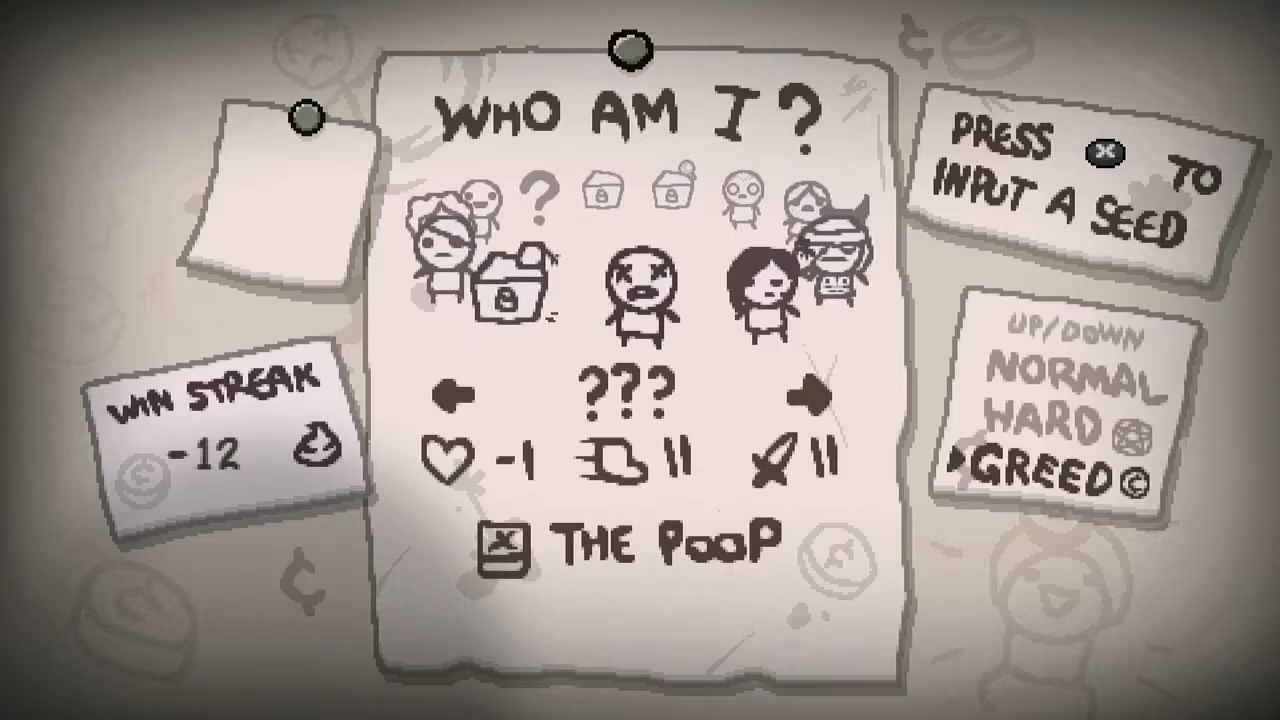 WHO AM I?
?
PRESS X TO
INPUT A SEED
WIN STREAK
-12
UP/DOWN
NORMAL
HARD
GREED
???
-1 11 11
THE POOP